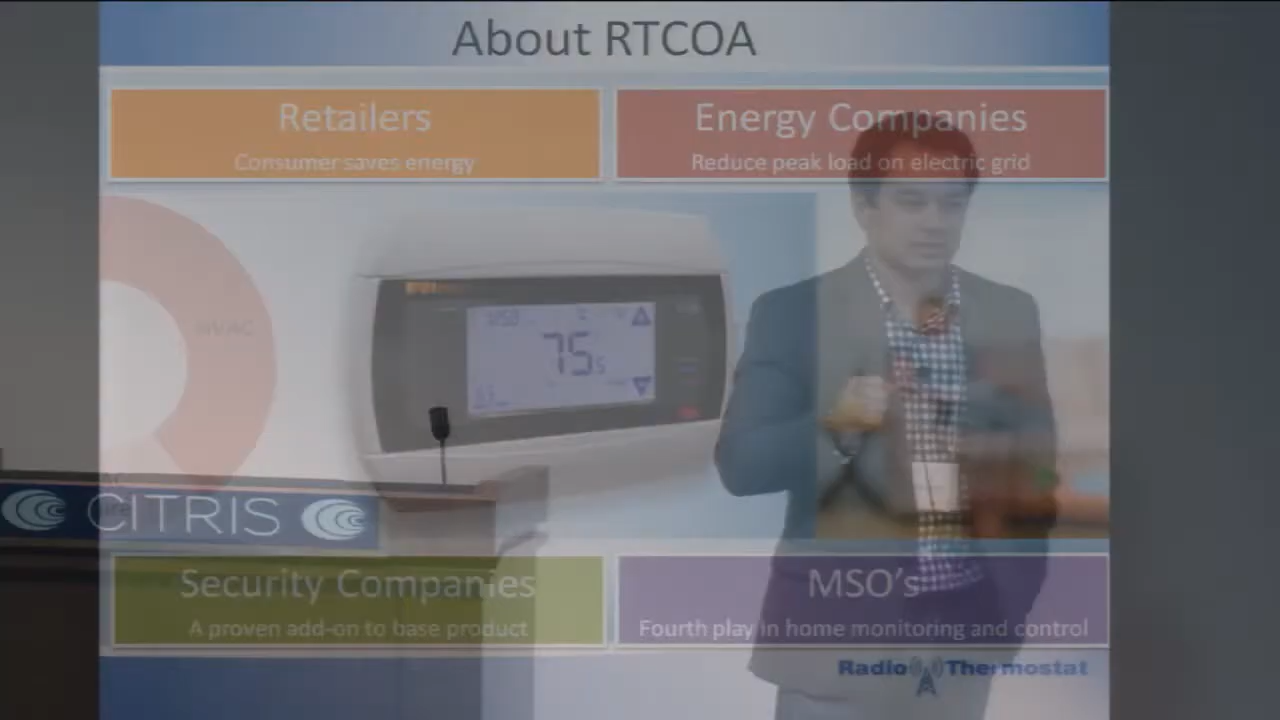 About RTCOA
Retailers
Consumer saves energy
Energy Companies
Reduce peak load on electric grid
HVAC
75
CITRIS
Security Companies
A proven add-on to base product
MSO's
Fourth play in home monitoring and control
Radio Thermostat